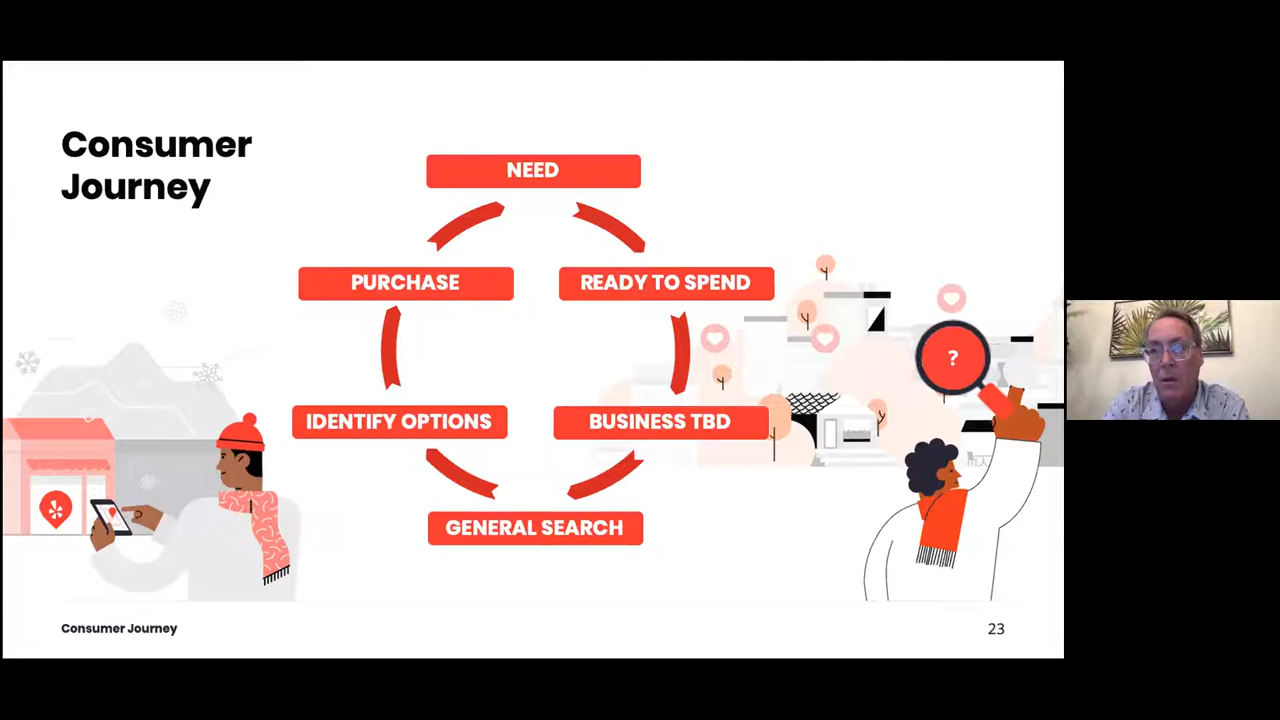 Consumer
Journey
NEED
PURCHASE
READY TO SPEND
IDENTIFY OPTIONS
BUSINESS TBD
GENERAL SEARCH
?
Consumer Journey
23